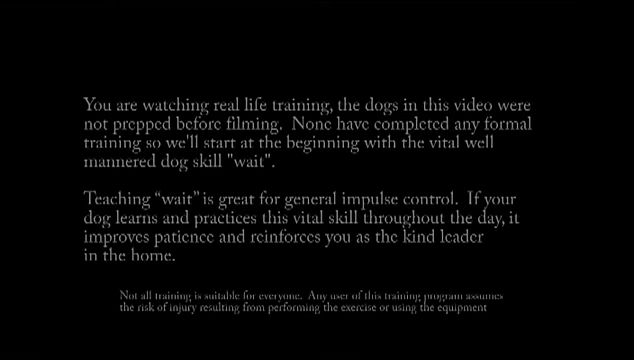 You are watching real life training, the dogs in this video were
not prepped before filming.  None have completed any formal
training so we'll start at the beginning with the vital well
mannered dog skill "wait".
Teaching “wait” is great for general impulse control.  If your
dog learns and practices this vital skill throughout the day, it
improves patience and reinforces you as the kind leader
in the home.
Not all training is suitable for everyone.  Any user of this training program assumes
the risk of injury resulting from performing the exercise or using the equipment